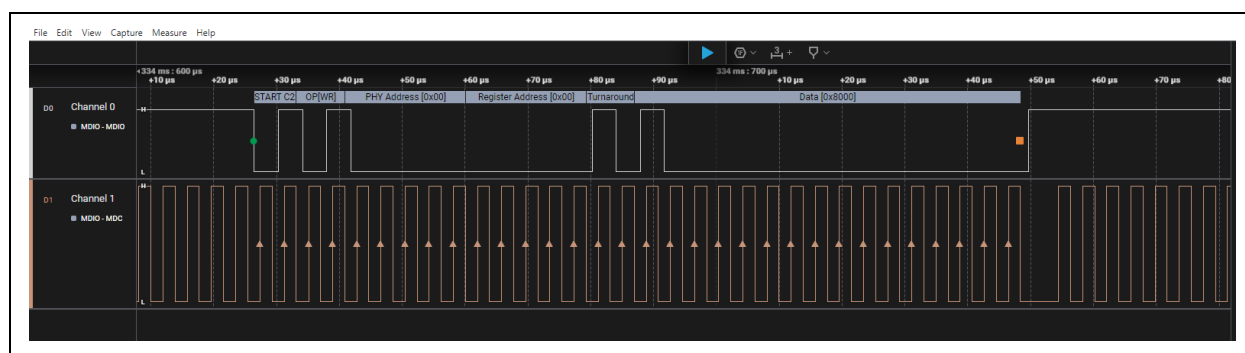 File Edit View Capture Measure Help
+334 ms : 600 µs 334 ms : 700 µs
+10 µs +20 µs +30 µs +40 µs +50 µs +60 µs +70 µs +80 µs +90 µs +10 µs +20 µs +30 µs +40 µs +50 µs +60 µs +70 µs +80
START C2 OP[WR] PHY Address [0x00] Register Address [0x00] Turnaround Data [0x8000]
D0 Channel 0 H
MDIO - MDIO
L
H
D1 Channel 1
MDIO - MDC
L